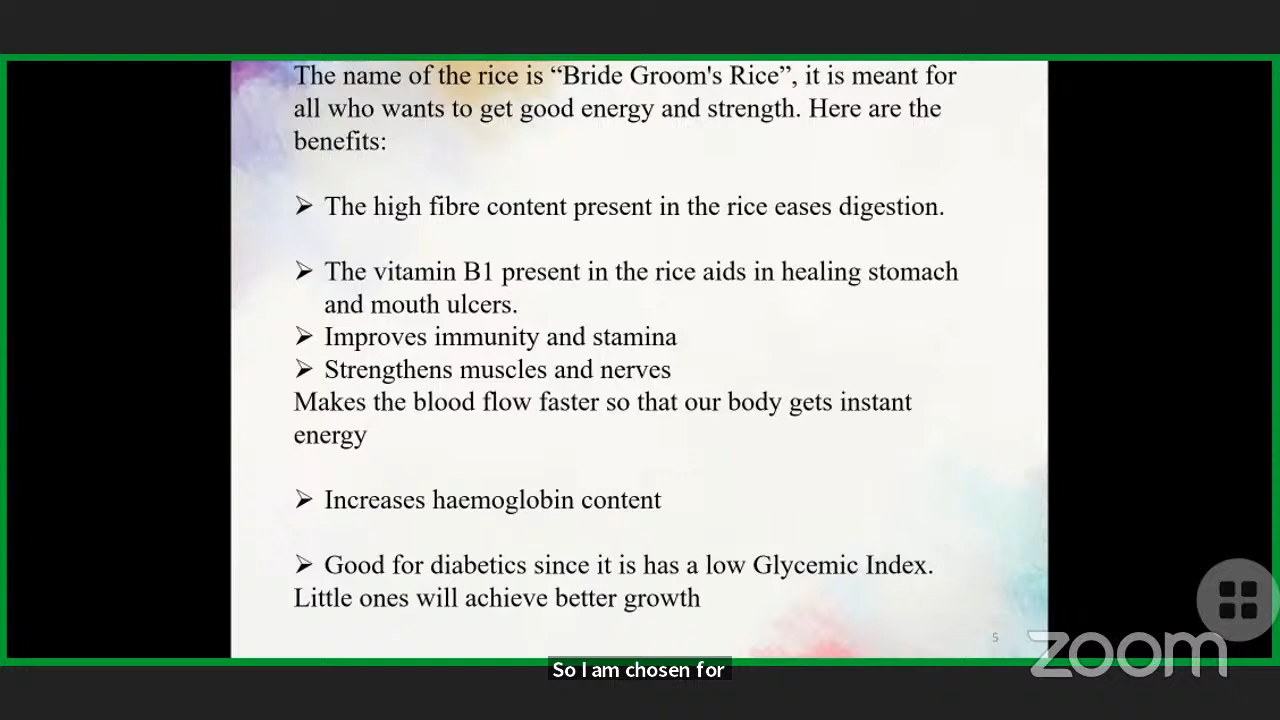 The name of the rice is “Bride Groom's Rice”, it is meant for
all who wants to get good energy and strength. Here are the
benefits:
➢ The high fibre content present in the rice eases digestion.
➢ The vitamin B1 present in the rice aids in healing stomach
and mouth ulcers.
➢ Improves immunity and stamina
➢ Strengthens muscles and nerves
Makes the blood flow faster so that our body gets instant
energy
➢ Increases haemoglobin content
➢ Good for diabetics since it is has a low Glycemic Index.
Little ones will achieve better growth
5
zoom
So I am chosen for